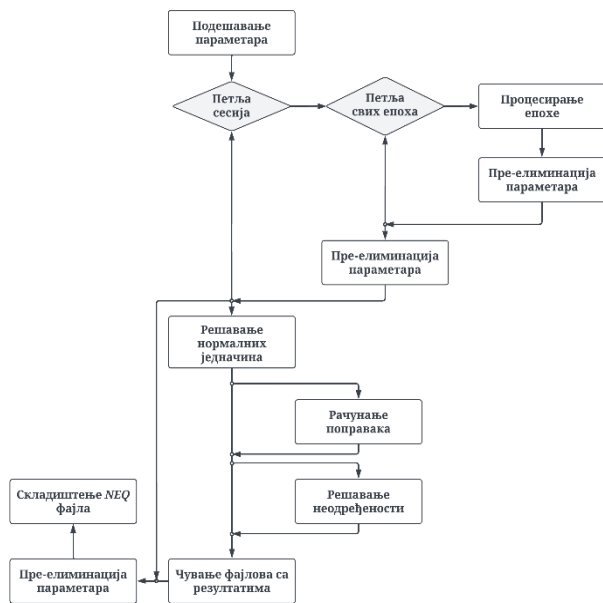 Подешавање
параметара
Петља
сесија
Петља
свих епоха
Процесирање
епохе
Пре-елиминација
параметара
Пре-елиминација
параметара
Решавање
нормалних
једначина
Рачунање
поправака
Складиштење NEQ
фајла
Решавање
неодређености
Пре-елиминација
параметара
Чување фајлова са
резултатима